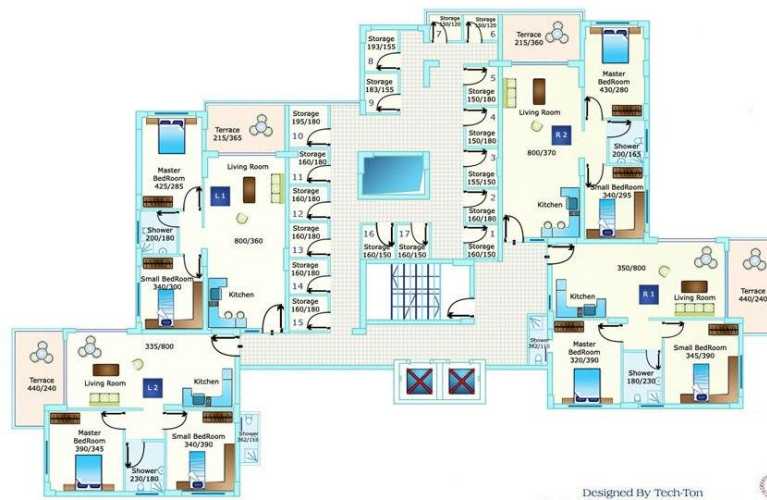 Storage
150/120
7
Storage
150/120
6
Terrace
215/360
Storage
193/155
8
Storage
183/155
9
5
Storage
150/180
4
Storage
150/180
3
Storage
155/150
2
Storage
160/180
1
Storage
160/150
Living Room
R 2
800/370
Kitchen
Master
BedRoom
430/280
Shower
200/165
Small BedRoom
340/295
Terrace
215/365
Storage
195/180
10
Storage
160/180
11
Storage
160/180
12
Storage
160/180
13
Storage
160/180
14
Storage
160/180
15
16
Storage
160/150
17
Storage
160/150
Master
BedRoom
425/285
Living Room
L 1
800/360
Shower
200/180
Small BedRoom
340/300
Kitchen
350/800
Kitchen
R 1
Living Room
Terrace
440/240
Shower
Master
BedRoom
320/390
Shower
180/230
Small BedRoom
345/390
335/800
Terrace
440/240
Living Room
L 2
Kitchen
Master
BedRoom
390/345
Small BedRoom
340/390
Shower
230/180
Shower
Designed By Tech-Ton